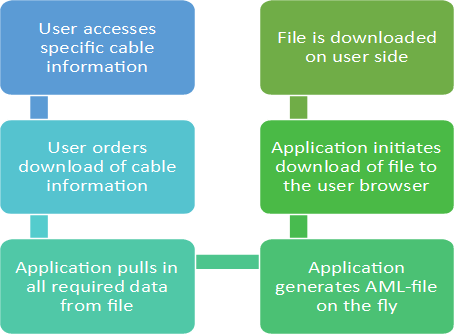 User accesses
specific cable
information
User orders
download of cable
information
Application pulls in
all required data
from file
Application
generates AML-file
on the fly
Application initiates
download of file to
the user browser
File is downloaded
on user side